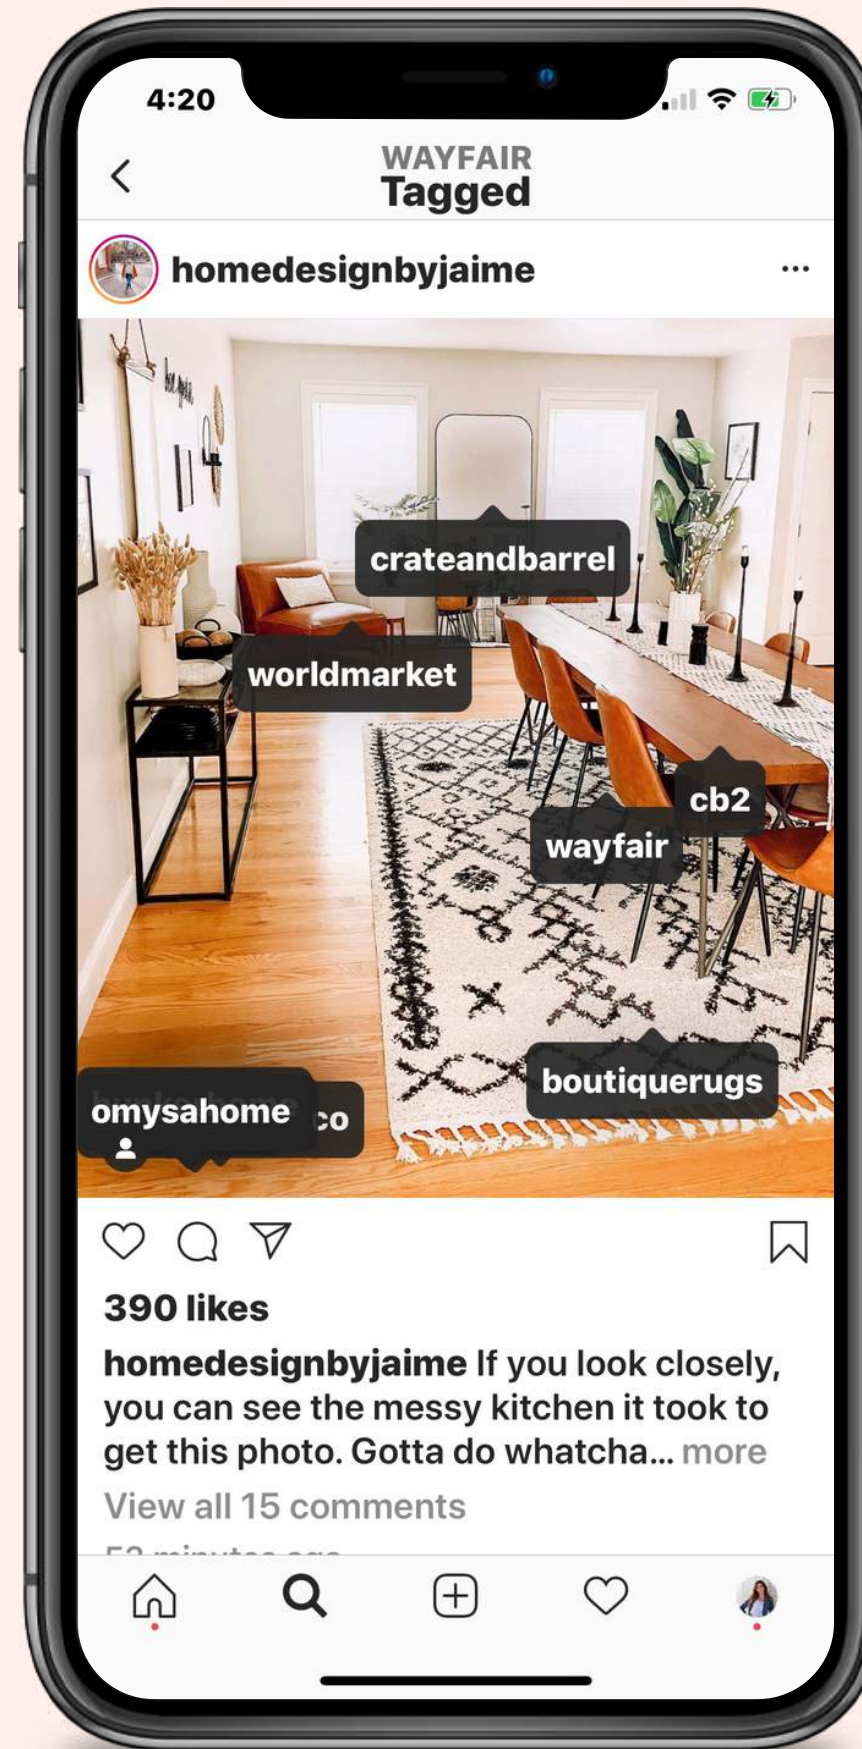 4:20
WAYFAIR
Tagged
homedesignbyjaime
crateandbarrel
worldmarket
cb2
wayfair
boutiquerugs
omysahome
co
390 likes
homedesignbyjaime If you look closely,
you can see the messy kitchen it took to
get this photo. Gotta do whatcha... more
View all 15 comments